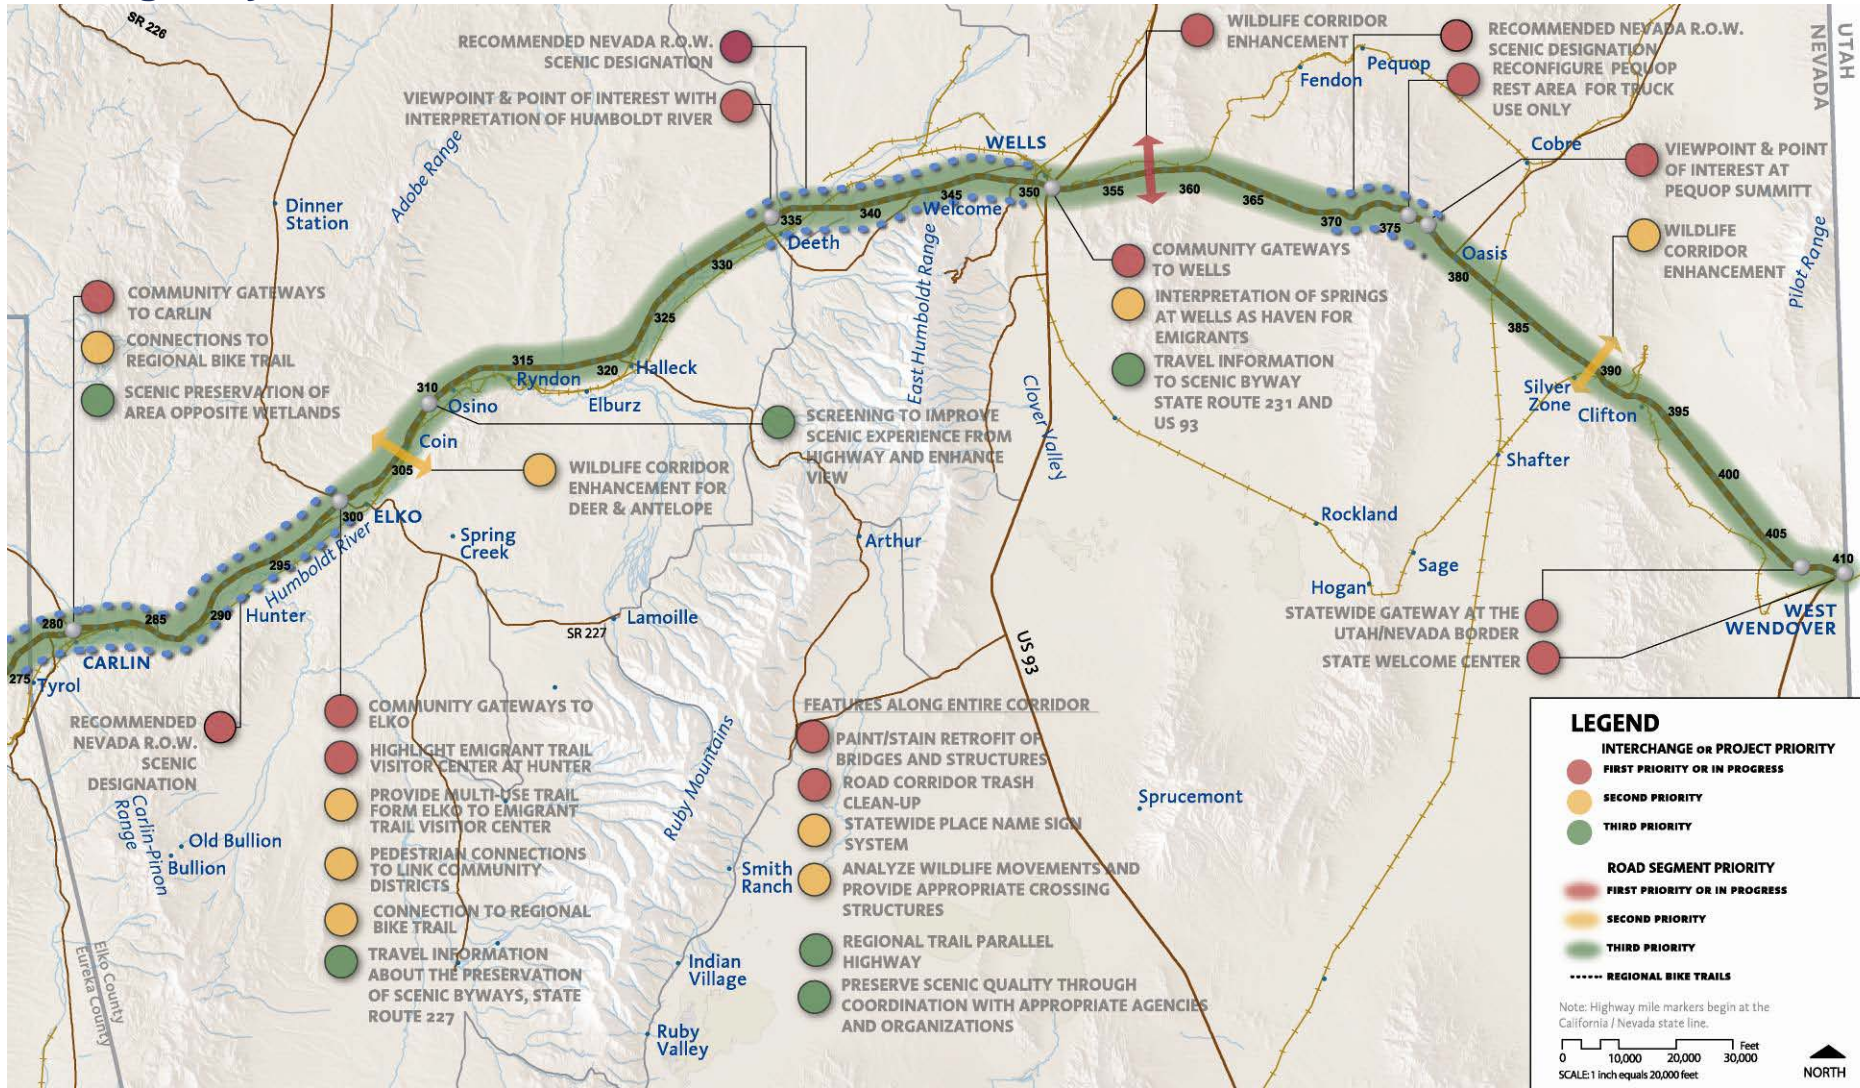 SR 226
RECOMMENDED NEVADA R.O.W.
SCENIC DESIGNATION
VIEWPOINT & POINT OF INTEREST WITH
INTERPRETATION OF HUMBOLDT RIVER
WILDLIFE CORRIDOR
ENHANCEMENT
RECOMMENDED NEVADA R.O.W.
SCENIC DESIGNATION
RECONFIGURE PEQUOP
REST AREA FOR TRUCK
USE ONLY
UTAH
NEVADA
Pequop
Fendon
Cobre
VIEWPOINT & POINT
OF INTEREST AT
PEQUOP SUMMITT
WILDLIFE
CORRIDOR
ENHANCEMENT
Pilot Range
Adobe Range
Dinner
Station
WELLS
335
340
345
350
355
360
365
370
375
Welcome
Deeth
330
Oasis
380
385
390
395
400
405
410
East Humboldt Range
Clover Valley
COMMUNITY GATEWAYS
TO WELLS
INTERPRETATION OF SPRINGS
AT WELLS AS HAVEN FOR
EMIGRANTS
TRAVEL INFORMATION
TO SCENIC BYWAY
STATE ROUTE 231 AND
US 93
COMMUNITY GATEWAYS
TO CARLIN
CONNECTIONS TO
REGIONAL BIKE TRAIL
SCENIC PRESERVATION OF
AREA OPPOSITE WETLANDS
325
320
315
310
Halleck
Ryndon
Elburz
Osino
Coin
305
SCREENING TO IMPROVE
SCENIC EXPERIENCE FROM
HIGHWAY AND ENHANCE
VIEW
WILDLIFE CORRIDOR
ENHANCEMENT FOR
DEER & ANTELOPE
Silver
Zone
Clifton
Shafter
300
ELKO
Humboldt River
Spring
Creek
Arthur
Rockland
Sage
Hogan
295
290
285
280
275
Hunter
CARLIN
Tyrol
SR 227
Lamoille
US 93
STATEWIDE GATEWAY AT THE
UTAH/NEVADA BORDER
STATE WELCOME CENTER
WEST
WENDOVER
RECOMMENDED
NEVADA R.O.W.
SCENIC
DESIGNATION
Carlin-Pinon
Range
Old Bullion
Bullion
Elko County
Eureka County
COMMUNITY GATEWAYS TO
ELKO
HIGHLIGHT EMIGRANT TRAIL
VISITOR CENTER AT HUNTER
PROVIDE MULTI-USE TRAIL
FORM ELKO TO EMIGRANT
TRAIL VISITOR CENTER
PEDESTRIAN CONNECTIONS
TO LINK COMMUNITY
DISTRICTS
CONNECTION TO REGIONAL
BIKE TRAIL
TRAVEL INFORMATION
ABOUT THE PRESERVATION
OF SCENIC BYWAYS, STATE
ROUTE 227
Ruby Mountains
Smith
Ranch
Indian
Village
Ruby
Valley
Sprucemont
FEATURES ALONG ENTIRE CORRIDOR
PAINT/STAIN RETROFIT OF
BRIDGES AND STRUCTURES
ROAD CORRIDOR TRASH
CLEAN-UP
STATEWIDE PLACE NAME SIGN
SYSTEM
ANALYZE WILDLIFE MOVEMENTS AND
PROVIDE APPROPRIATE CROSSING
STRUCTURES
REGIONAL TRAIL PARALLEL
HIGHWAY
PRESERVE SCENIC QUALITY THROUGH
COORDINATION WITH APPROPRIATE AGENCIES
AND ORGANIZATIONS
LEGEND
INTERCHANGE OR PROJECT PRIORITY
FIRST PRIORITY OR IN PROGRESS
SECOND PRIORITY
THIRD PRIORITY
ROAD SEGMENT PRIORITY
FIRST PRIORITY OR IN PROGRESS
SECOND PRIORITY
THIRD PRIORITY
REGIONAL BIKE TRAILS
Note: Highway mile markers begin at the
California / Nevada state line.
Feet
0 10,000 20,000 30,000
SCALE: 1 inch equals 20,000 feet
NORTH